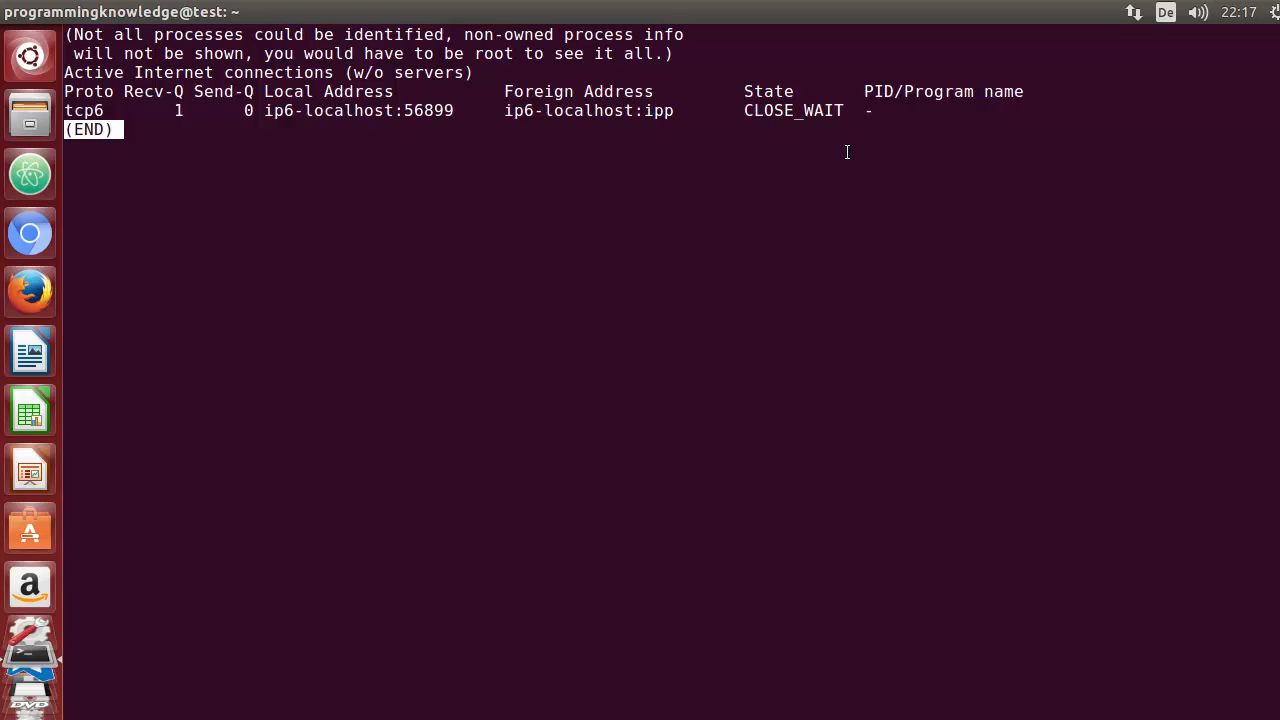 programmingknowledge@test: ~
De
22:17
(Not all processes could be identified, non-owned process info
 will not be shown, you would have to be root to see it all.)
Active Internet connections (w/o servers)
Proto Recv-Q Send-Q Local Address           Foreign Address         State       PID/Program name
tcp6       1      0 ip6-localhost:56899     ip6-localhost:ipp       CLOSE_WAIT  -
(END)